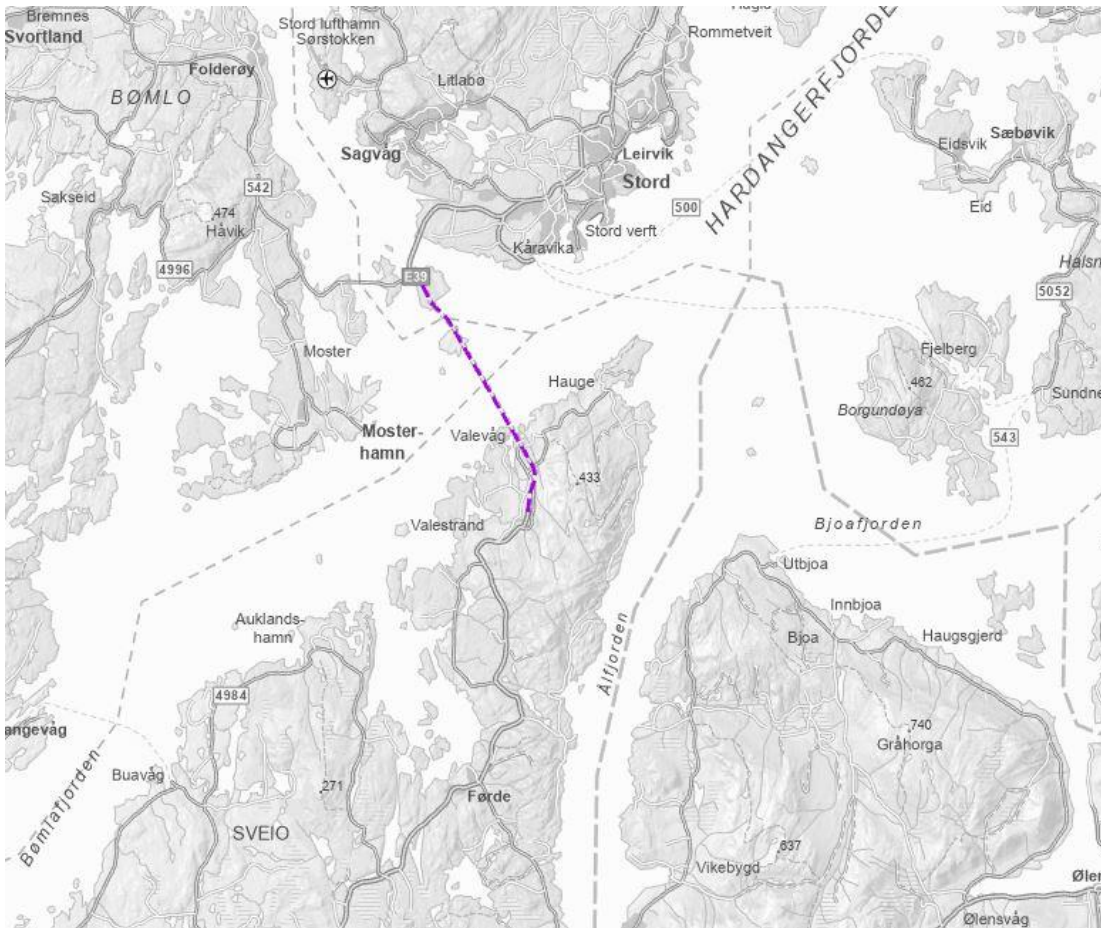 Bremnes
Svortland
Stord lufthamn
Sørstokken
Rommetveit
Folderøy
BØMLO
Litlabø
HARDANGERFJORDE
Sagvåg
Leirvik
Stord
Eidsvik
Sæbøvik
Sakseid
542
474
Håvik
500
Eid
Stord verft
Kåravika
4996
E39
Halsn
5052
Moster
Fjelberg
Hauge
462
Borgundøya
Sundne
Moster-
hamn
Valevåg
543
433
Valestrand
Bjoafjorden
Utbjoa
Auklands-
hamn
Innbjoa
Bjoa
Haugsgjerd
Ålfjorden
4984
angevåg
740
Gråhorga
Buavåg
271
Førde
Bømlafjorden
SVEIO
637
Vikebygd
Øle
Ølensvåg